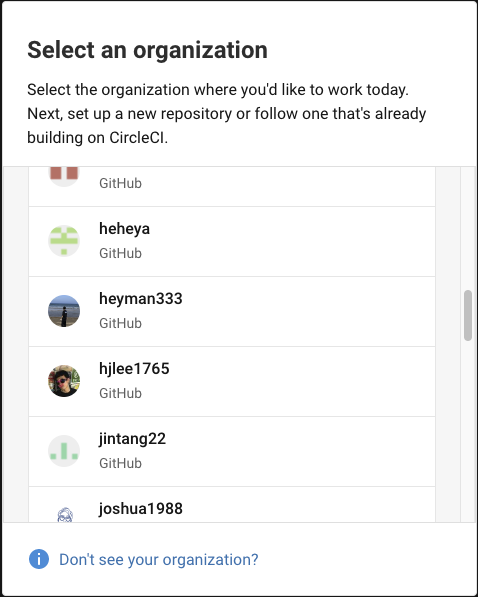 Select an organization
Select the organization where you'd like to work today.
Next, set up a new repository or follow one that's already
building on CircleCI.
GitHub
heheya
GitHub
heyman333
GitHub
hjlee1765
GitHub
jintang22
GitHub
joshua1988
Don't see your organization?